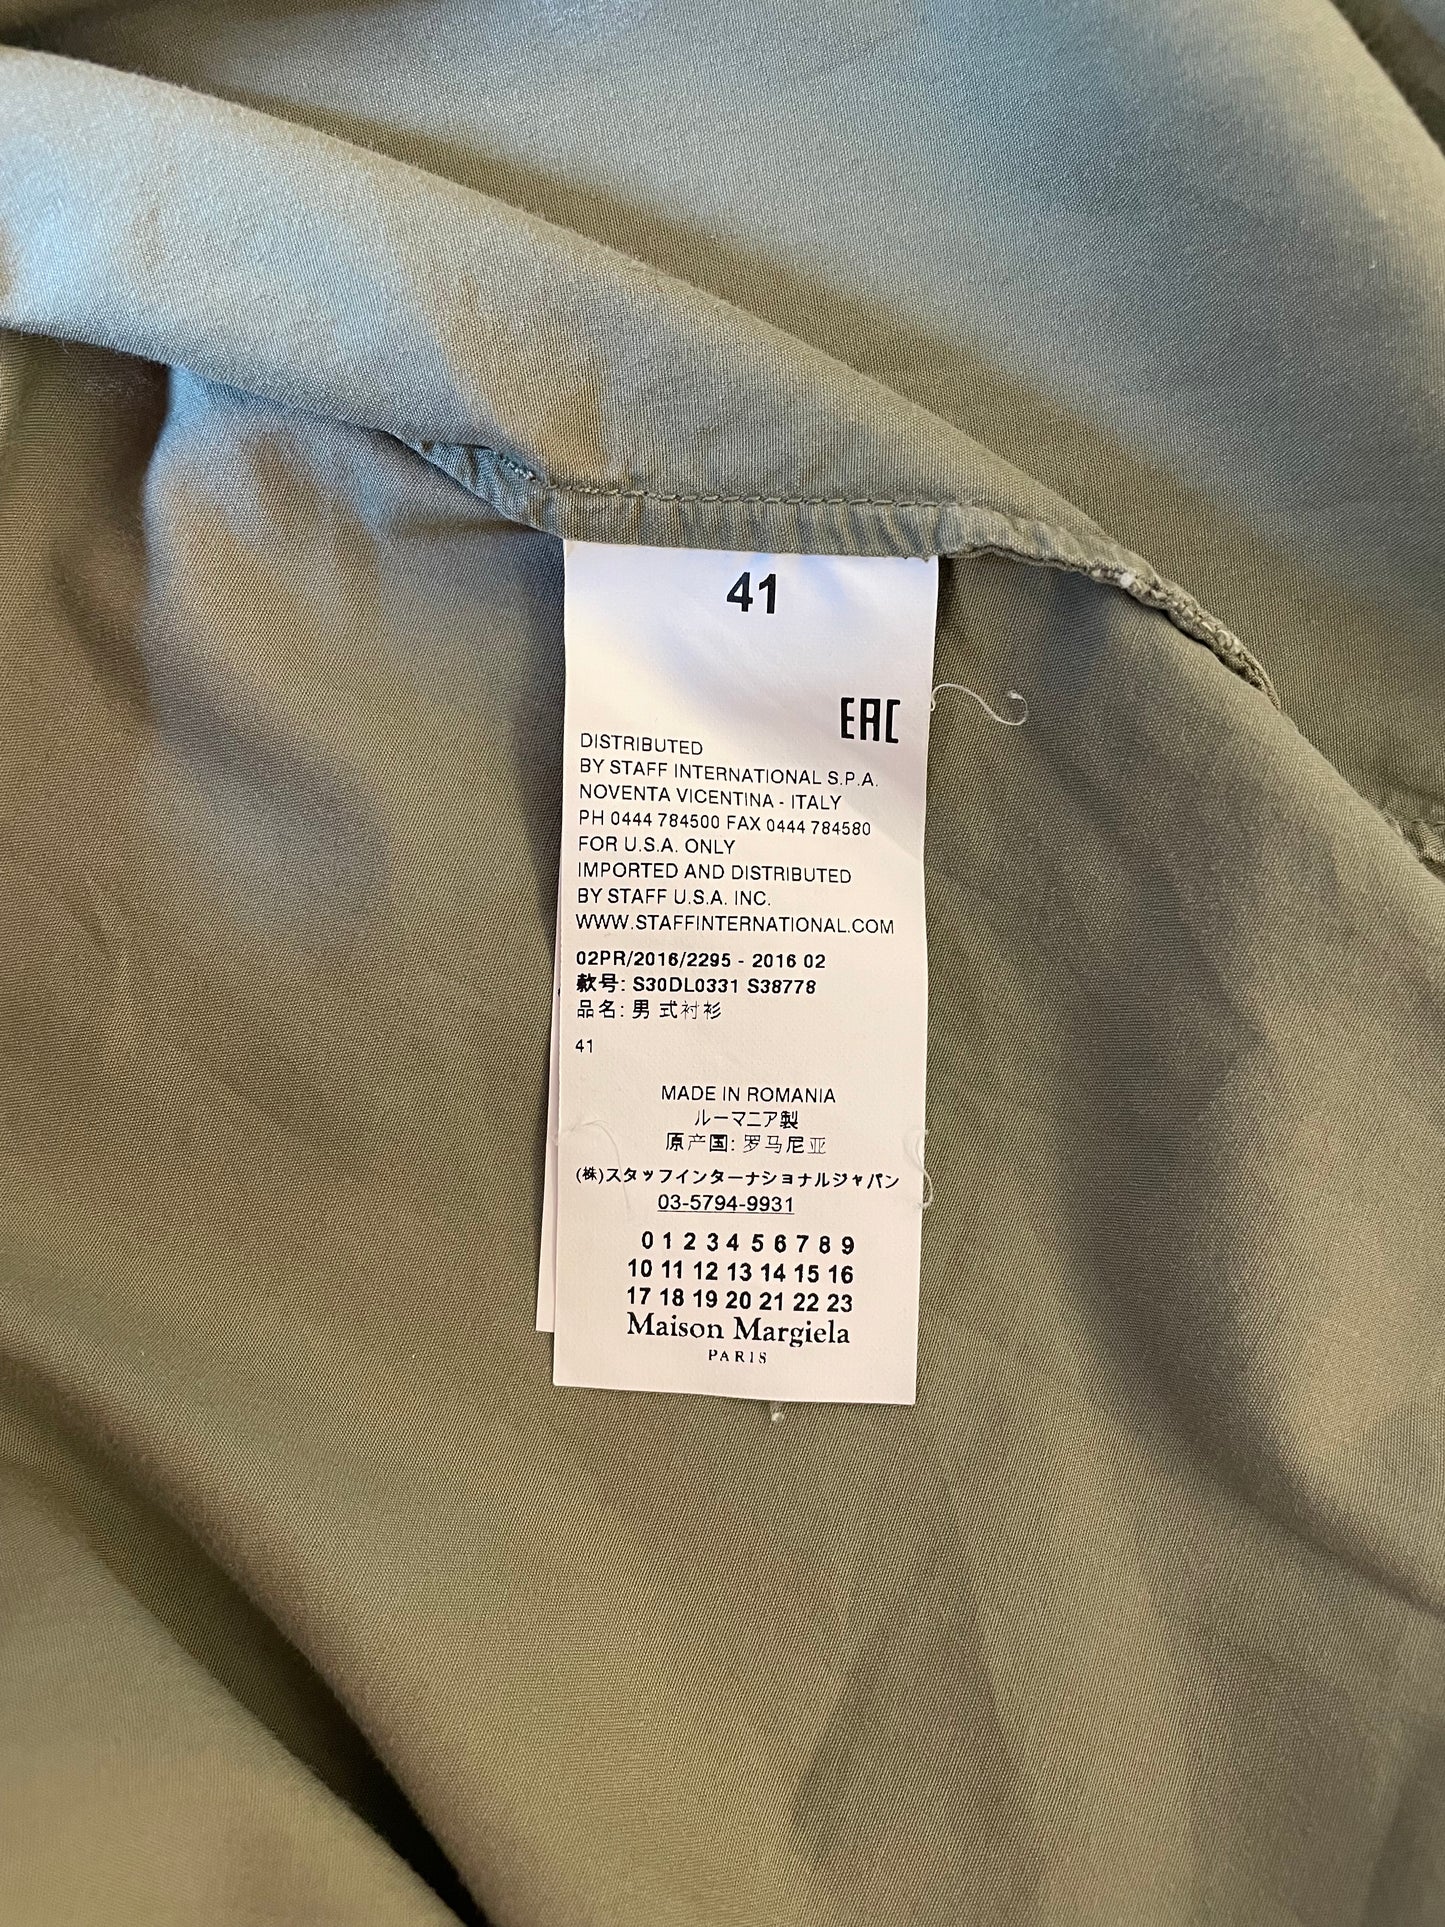 41
EAC
DISTRIBUTED
BY STAFF INTERNATIONAL S.P.A.
NOVENTA VICENTINA - ITALY
PH 0444 784500 FAX 0444 784580
FOR U.S.A. ONLY
IMPORTED AND DISTRIBUTED
BY STAFF U.S.A. INC.
WWW.STAFFINTERNATIONAL.COM
02PR/2016/2295 - 2016 02
款号: S30DL0331 S38778
品名: 男 式衬衫
41
MADE IN ROMANIA
ルーマニア製
原产国: 罗马尼亚
(株)スタッフインターナショナルジャパン
03-5794-9931
0 1 2 3 4 5 6 7 8 9
10 11 12 13 14 15 16
17 18 19 20 21 22 23
Maison Margiela
PARIS